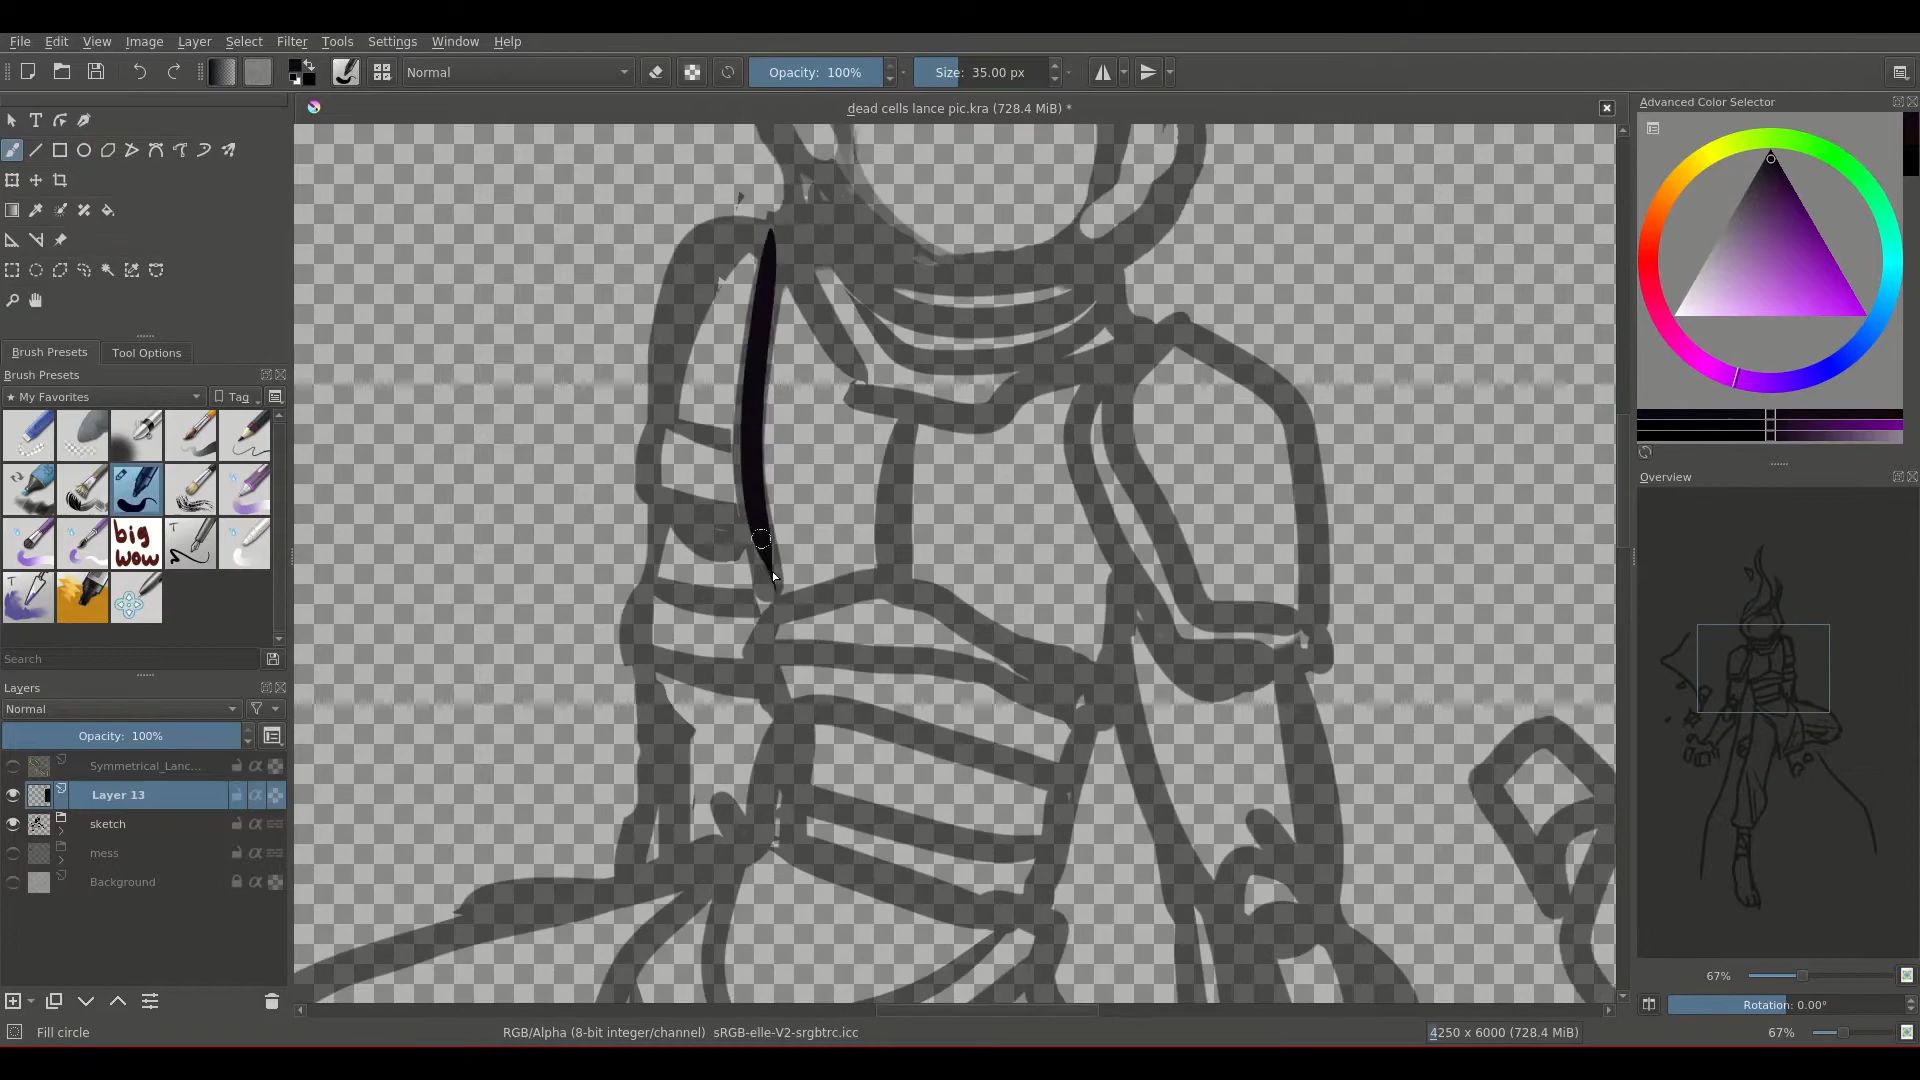 File Edit View Image Layer Select Filter Tools Settings Window Help
Normal
Opacity: 100%
Size: 35.00 px
dead cells lance pic.kra (728.4 MiB) *
Advanced Color Selector
Brush Presets
Tool Options
Brush Presets
★ My Favorites
Tag
big
wow
T
T
Search
Layers
Normal
Opacity: 100%
Symmetrical_Lanc...
Layer 13
sketch
mess
Background
Overview
67%
Rotation: 0.00°
Fill circle
RGB/Alpha (8-bit integer/channel) sRGB-elle-V2-srgbtrc.icc
4250 x 6000 (728.4 MiB)
67%